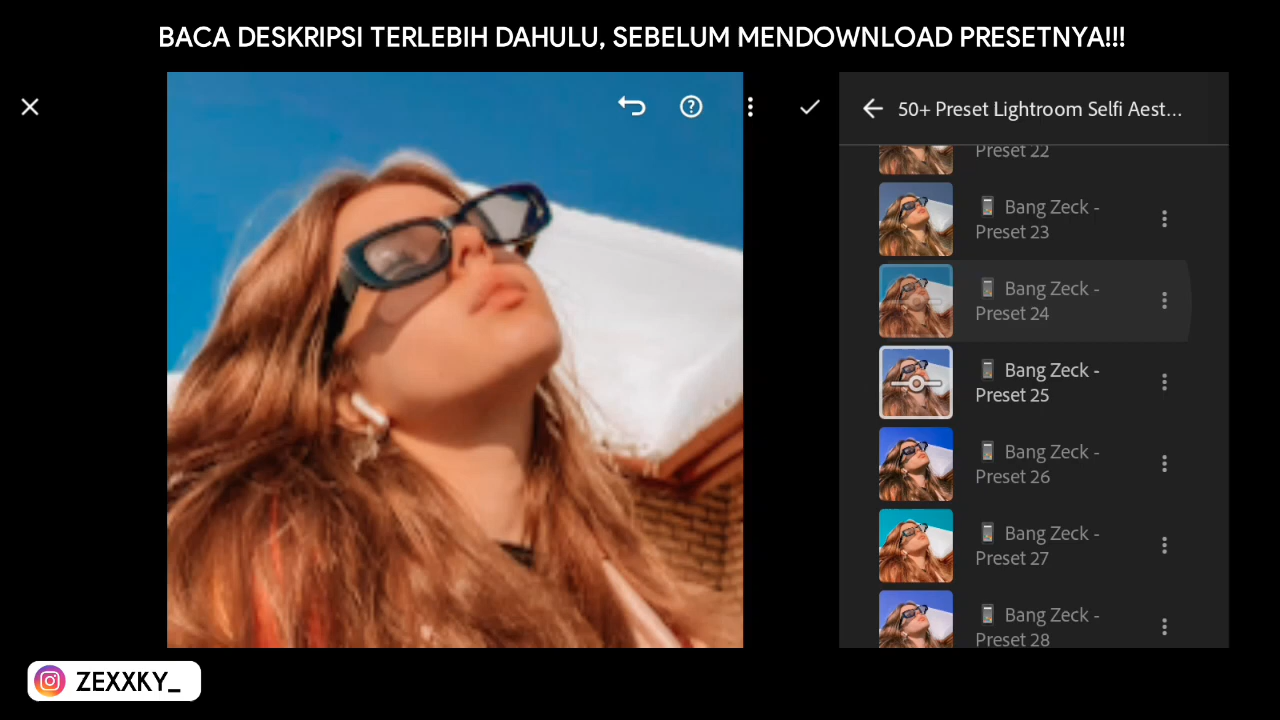 BACA DESKRIPSI TERLEBIH DAHULU, SEBELUM MENDOWNLOAD PRESETNYA!!!
50+ Preset Lightroom Selfi Aest...
Preset 22
Bang Zeck -
Preset 23
Bang Zeck -
Preset 24
Bang Zeck -
Preset 25
Bang Zeck -
Preset 26
Bang Zeck -
Preset 27
Bang Zeck -
Preset 28
ZEXXKY_